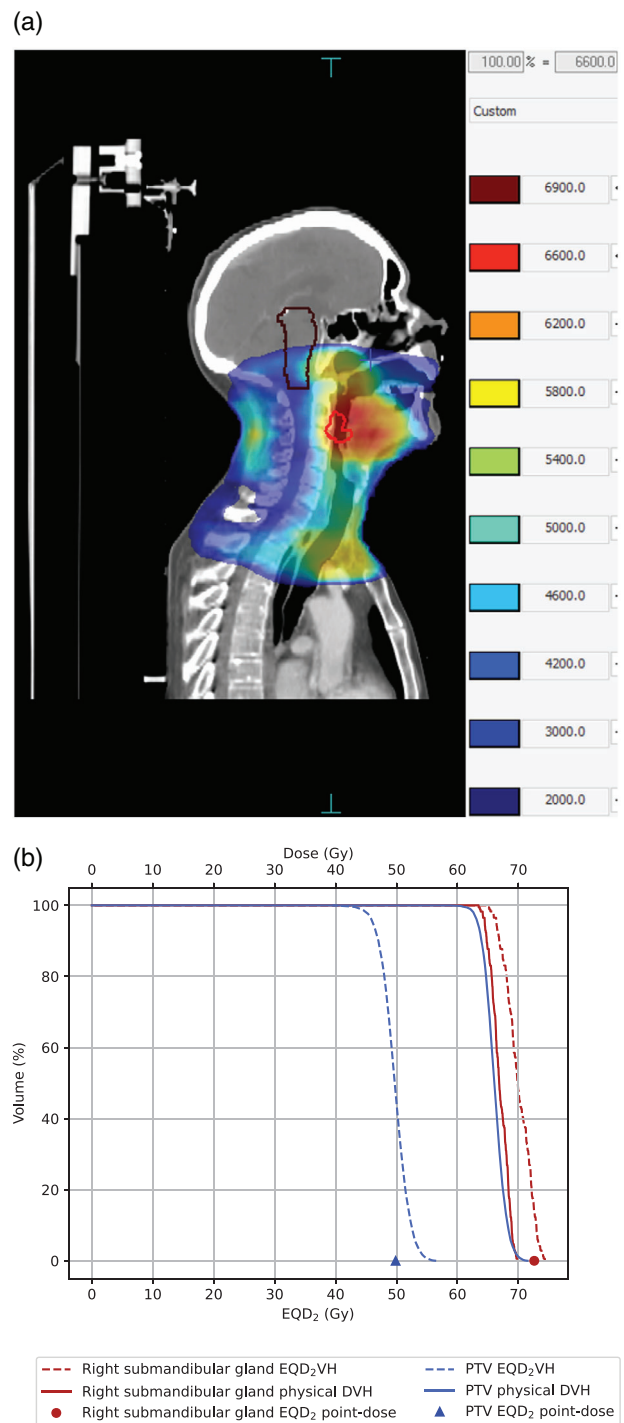 (a)
100.00 % = 6600.0
Custom
6900.0
6600.0
6200.0
5800.0
5400.0
5000.0
4600.0
4200.0
3000.0
2000.0
(b)
Dose (Gy)
0 10 20 30 40 50 60 70
100
80
60
40
20
0
Volume (%)
0 10 20 30 40 50 60 70
EQD₂ (Gy)
Right submandibular gland EQD₂VH
Right submandibular gland physical DVH
Right submandibular gland EQD₂ point-dose
PTV EQD₂VH
PTV physical DVH
PTV EQD₂ point-dose